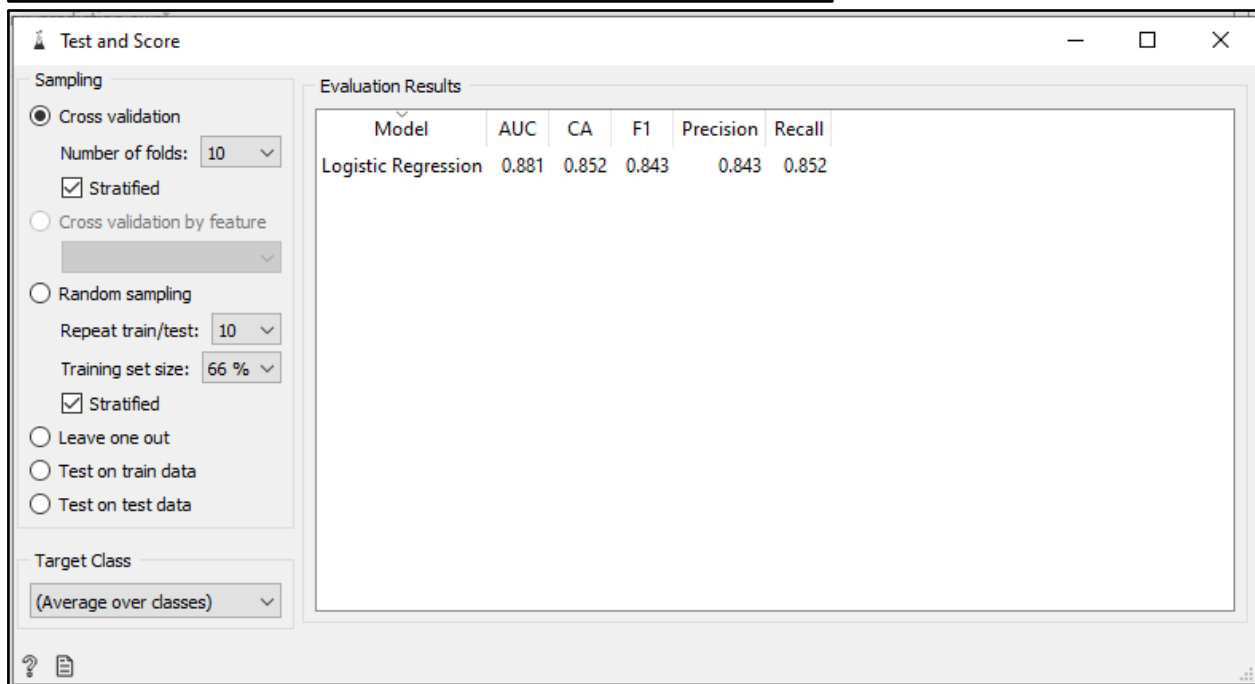 Test and Score
Sampling
Cross validation
Number of folds: 10
Stratified
Cross validation by feature
Random sampling
Repeat train/test: 10
Training set size: 66 %
Stratified
Leave one out
Test on train data
Test on test data
Target Class
(Average over classes)
Evaluation Results
Model AUC CA F1 Precision Recall
Logistic Regression 0.881 0.852 0.843 0.843 0.852
?